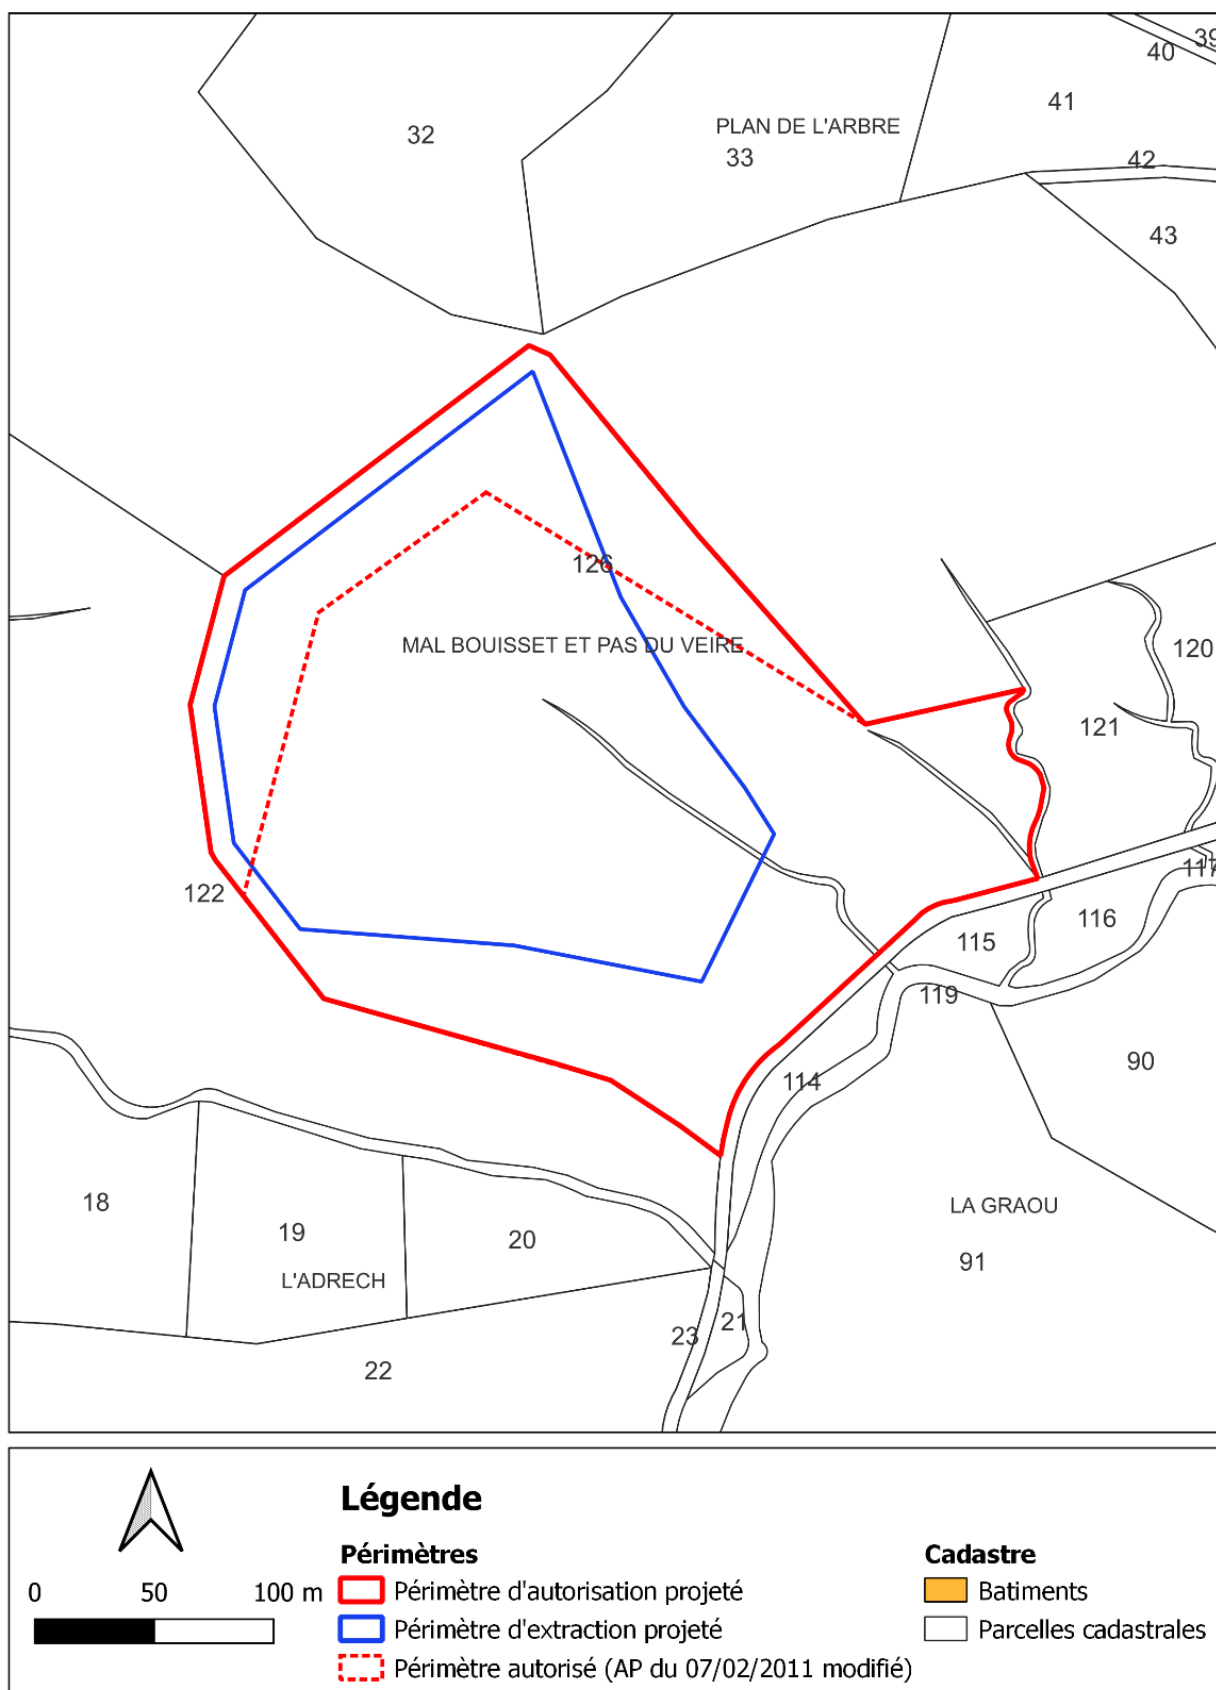 39
40
41
32
PLAN DE L'ARBRE
33
42
43
126
MAL BOUISSET ET PAS DU VEIRE
120
121
122
117
116
115
119
90
114
18
19
20
LA GRAOU
91
L'ADRECH
21
23
22
Légende
Périmètres
Cadastre
0 50 100 m
Périmètre d'autorisation projeté
Batiments
Périmètre d'extraction projeté
Parcelles cadastrales
Périmètre autorisé (AP du 07/02/2011 modifié)